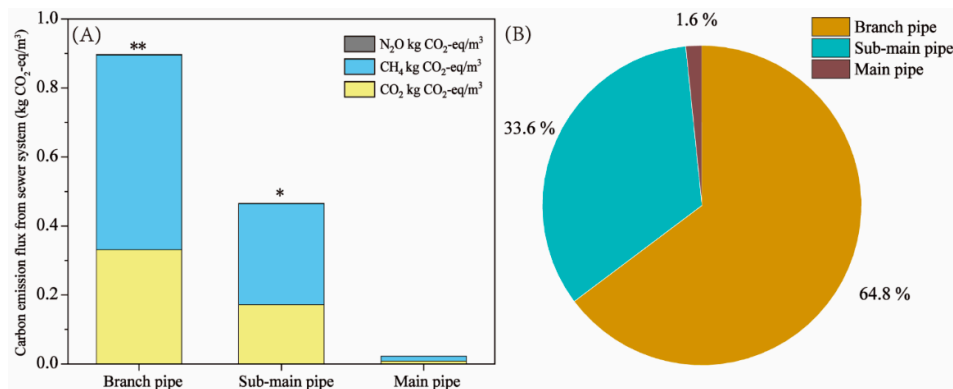 (A)
Carbon emission flux from sewer system (kg CO₂-eq/m³)
1.0
0.8
0.6
0.4
0.2
0.0
**
*
N₂O kg CO₂-eq/m³
CH₄ kg CO₂-eq/m³
CO₂ kg CO₂-eq/m³
Branch pipe
Sub-main pipe
Main pipe
(B)
1.6 %
33.6 %
64.8 %
Branch pipe
Sub-main pipe
Main pipe